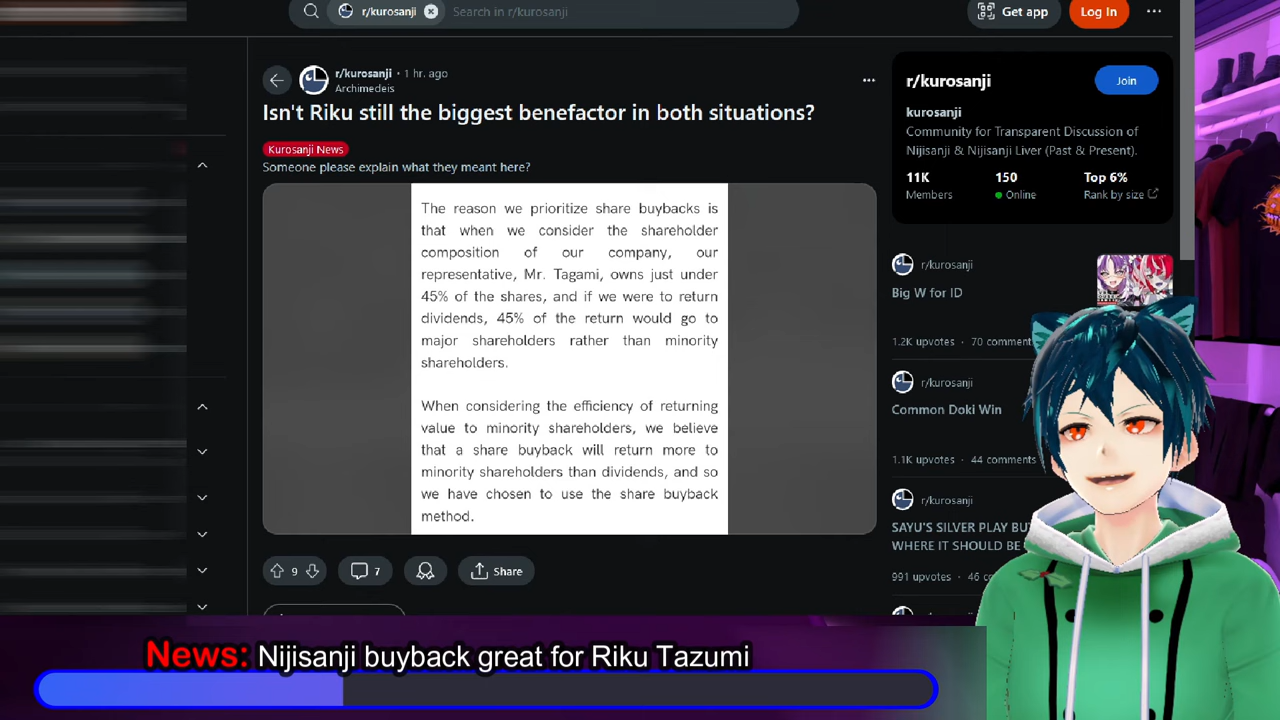 r/kurosanji
Search in r/kurosanji
Get app
Log In
r/kurosanji • 1 hr. ago
Archimedeis
Isn't Riku still the biggest benefactor in both situations?
Kurosanji News
Someone please explain what they meant here?
The reason we prioritize share buybacks is
that when we consider the shareholder
composition of our company, our
representative, Mr. Tagami, owns just under
45% of the shares, and if we were to return
dividends, 45% of the return would go to
major shareholders rather than minority
shareholders.
When considering the efficiency of returning
value to minority shareholders, we believe
that a share buyback will return more to
minority shareholders than dividends, and so
we have chosen to use the share buyback
method.
9
7
Share
r/kurosanji
Join
kurosanji
Community for Transparent Discussion of
Nijisanji & Nijisanji Liver (Past & Present).
11K
150
Top 6%
Members
Online
Rank by size
r/kurosanji
Big W for ID
1.2K upvotes • 70 comment
r/kurosanji
Common Doki Win
1.1K upvotes • 44 comments
r/kurosanji
SAYU'S SILVER PLAY BU
WHERE IT SHOULD BE
991 upvotes • 46 co
News: Nijisanji buyback great for Riku Tazumi